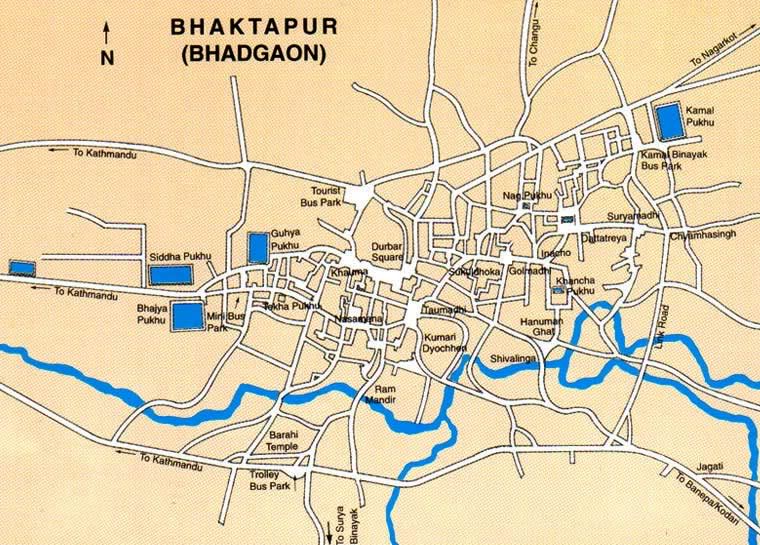 BHAKTAPUR
(BHADGAON)
N
To Changu
To Nagarkot
Kamal
Pukhu
To Kathmandu
Kamal Binayak
Bus Park
Tourist
Bus Park
Nag Pukhu
Suryamadhi
Guhya
Pukhu
Dattatreya
Chyamhasingh
Durbar
Square
Siddha Pukhu
Inacho
Khauma
Sukuldhoka
Golmadhi
Khancha
Pukhu
To Kathmandu
Bhajya
Pukhu
Mini Bus
Park
Tekha Pukhu
Taumadhi
Nasamana
Hanuman
Ghat
Link Road
Kumari
Dyochhen
Shivalinga
Ram
Mandir
Barahi
Temple
To Kathmandu
Trolley
Bus Park
Jagati
To Banepa/Kodari
To Surya
Binayak